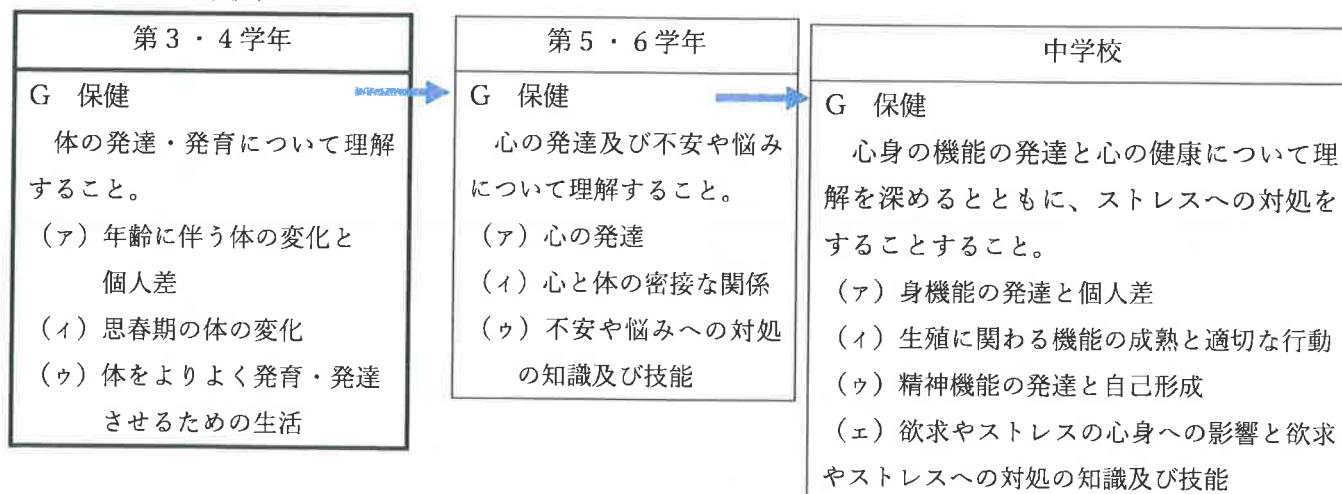 第3・4学年
G 保健
体の発達・発育について理解
すること。
(ァ)年齢に伴う体の変化と
個人差
(ィ)思春期の体の変化
(ゥ)体をよりよく発育・発達
させるための生活
第5・6学年
G 保健
心の発達及び不安や悩み
について理解すること。
(ァ)心の発達
(ィ)心と体の密接な関係
(ゥ)不安や悩みへの対処
の知識及び技能
中学校
G 保健
心身の機能の発達と心の健康について理
解を深めるとともに、ストレスへの対処を
することすること。
(ァ)身機能の発達と個人差
(ィ)生殖に関わる機能の成熟と適切な行動
(ゥ)精神機能の発達と自己形成
(ェ)欲求やストレスの心身への影響と欲求
やストレスへの対処の知識及び技能